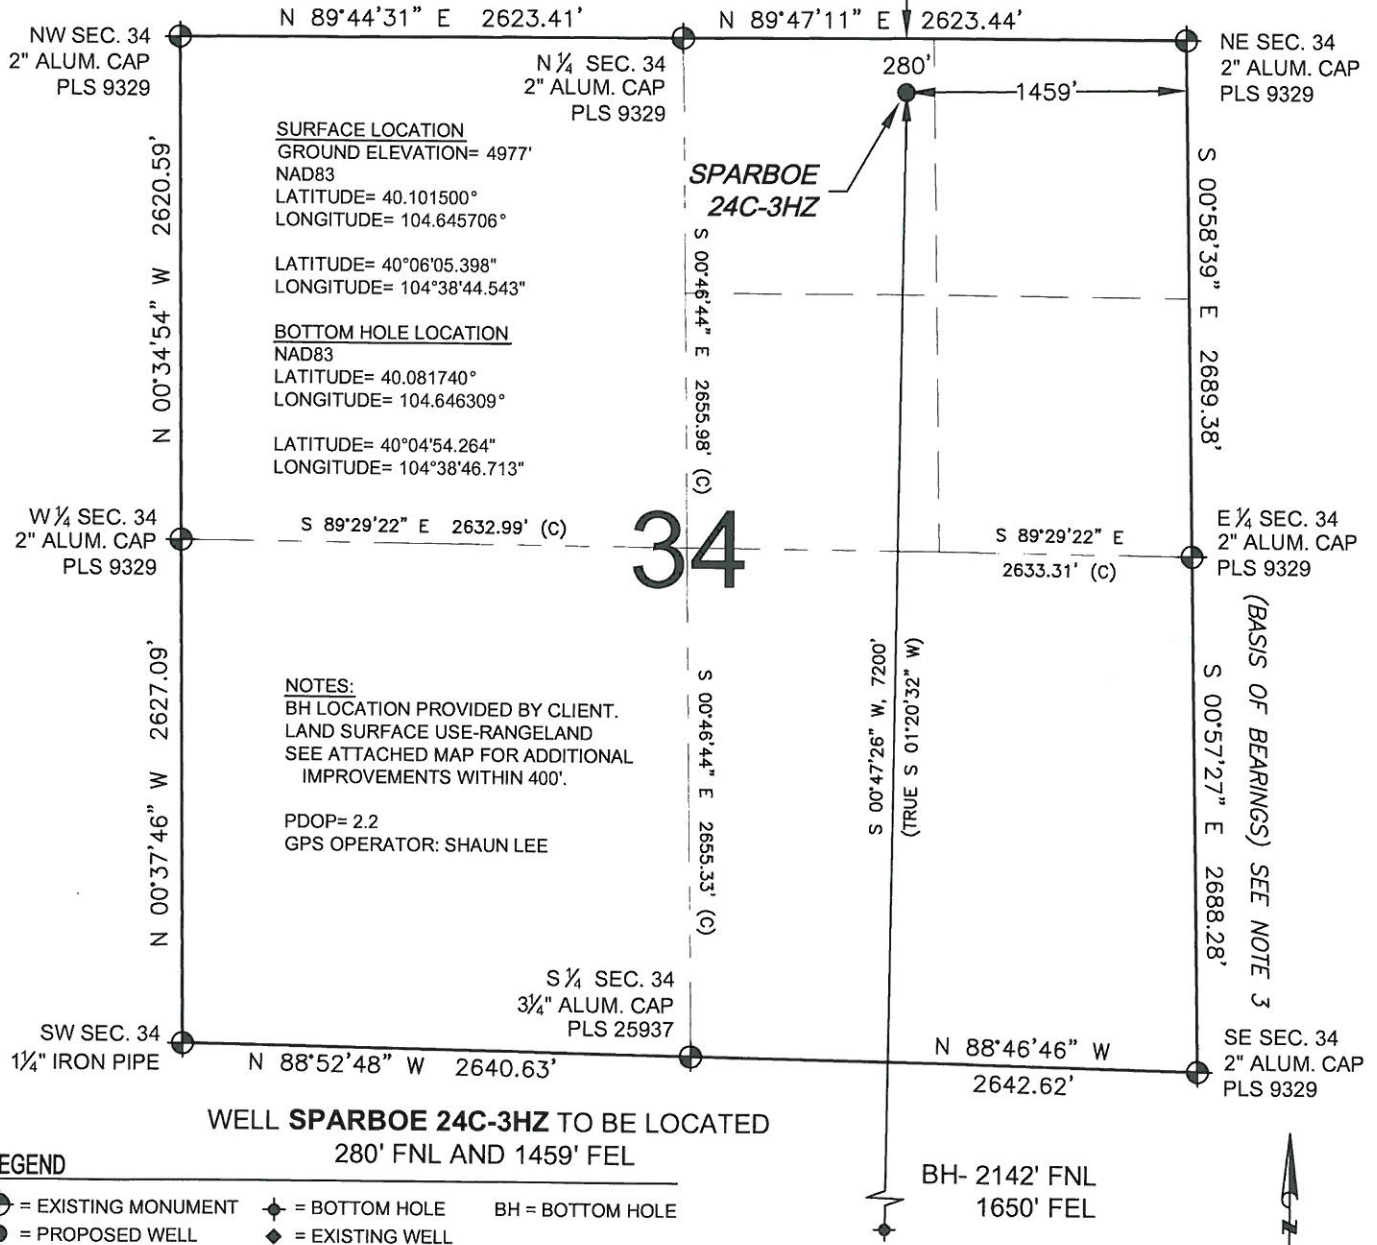 N 89°44'31" E 2623.41'
N 89°47'11" E 2623.44'
NW SEC. 34
2" ALUM. CAP
PLS 9329
N ¼ SEC. 34
2" ALUM. CAP
PLS 9329
280'
1459'
NE SEC. 34
2" ALUM. CAP
PLS 9329
SURFACE LOCATION
GROUND ELEVATION= 4977'
NAD83
LATITUDE= 40.101500°
LONGITUDE= 104.645706°
LATITUDE= 40°06'05.398"
LONGITUDE= 104°38'44.543"
BOTTOM HOLE LOCATION
NAD83
LATITUDE= 40.081740°
LONGITUDE= 104.646309°
LATITUDE= 40°04'54.264"
LONGITUDE= 104°38'46.713"
SPARBOE
24C-3HZ
N 00°34'54" W 2620.59'
S 00°46'44" E 2655.98' (C)
S 00°58'39" E 2689.38'
W ¼ SEC. 34
2" ALUM. CAP
PLS 9329
S 89°29'22" E 2632.99' (C)
34
S 89°29'22" E
2633.31' (C)
E ¼ SEC. 34
2" ALUM. CAP
PLS 9329
N 00°37'46" W 2627.09'
NOTES:
BH LOCATION PROVIDED BY CLIENT.
LAND SURFACE USE-RANGELAND
SEE ATTACHED MAP FOR ADDITIONAL
IMPROVEMENTS WITHIN 400'.
PDOP= 2.2
GPS OPERATOR: SHAUN LEE
S 00°46'44" E 2655.33' (C)
S 00°47'26" W, 7200'
(TRUE S 01°20'32" W)
S 00°57'27" E 2688.28'
(BASIS OF BEARINGS) SEE NOTE 3
S ¼ SEC. 34
3¼" ALUM. CAP
PLS 25937
SW SEC. 34
1¼" IRON PIPE
N 88°52'48" W 2640.63'
N 88°46'46" W
2642.62'
SE SEC. 34
2" ALUM. CAP
PLS 9329
WELL SPARBOE 24C-3HZ TO BE LOCATED
280' FNL AND 1459' FEL
BH- 2142' FNL
1650' FEL
EGEND
= EXISTING MONUMENT = BOTTOM HOLE BH = BOTTOM HOLE
= PROPOSED WELL = EXISTING WELL
N